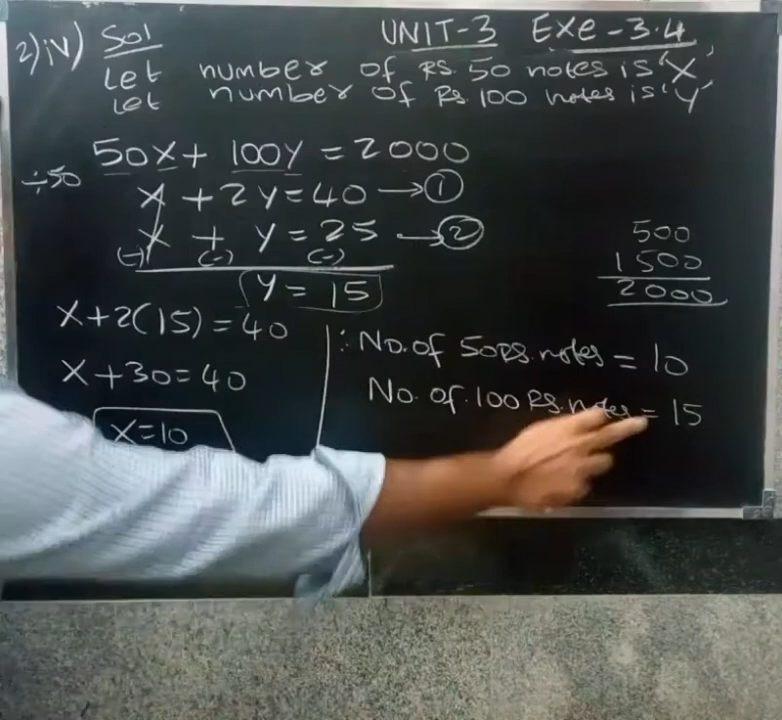 UNIT-3 EXe-3.4
2) iv) Sol
Let number of RS. 50 notes is 'X'
Let number of Rs. 100 notes is 'Y'
50x + 100y = 2000
÷50
x + 2y = 40 → ①
x + y = 25 → ②
(-) (-) (-)
y = 15
x + 2(15) = 40
x + 30 = 40
x = 10
500
1500
2000
∴ No. of 50RS. notes = 10
No. of 100 RS. notes = 15